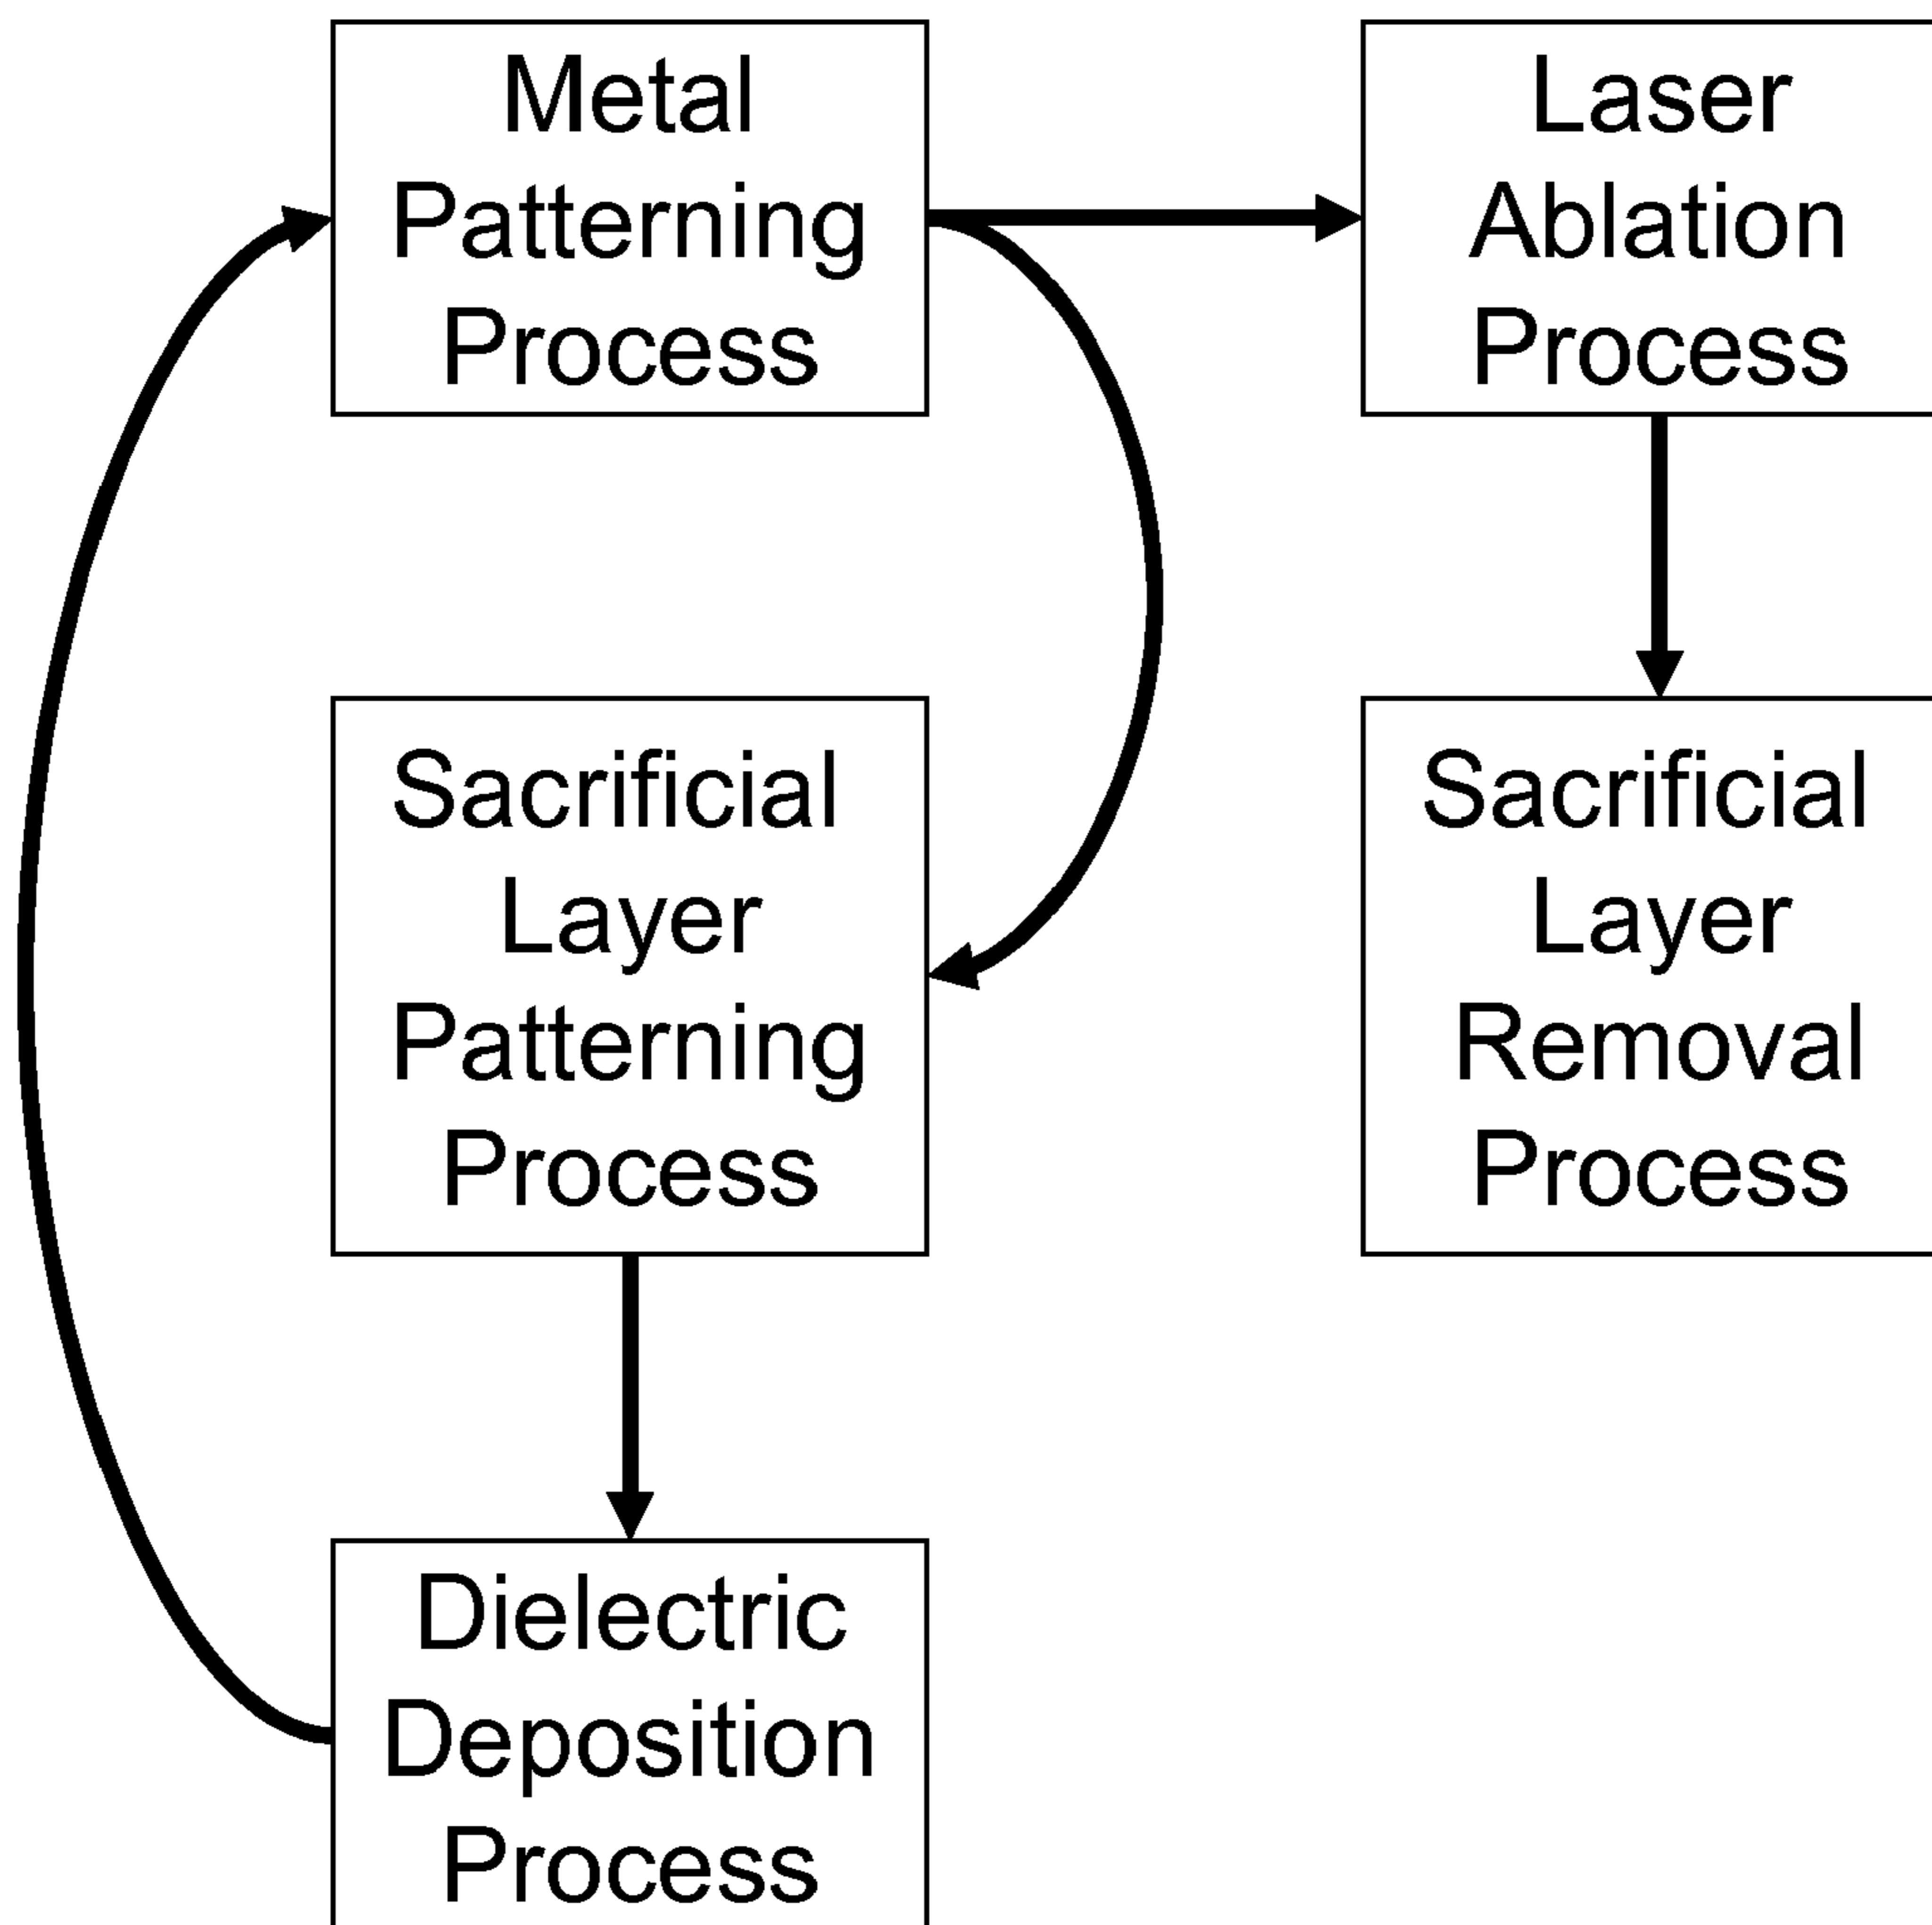 Metal
Patterning
Process
Laser
Ablation
Process
Sacrificial
Layer
Patterning
Process
Sacrificial
Layer
Removal
Process
Dielectric
Deposition
Process